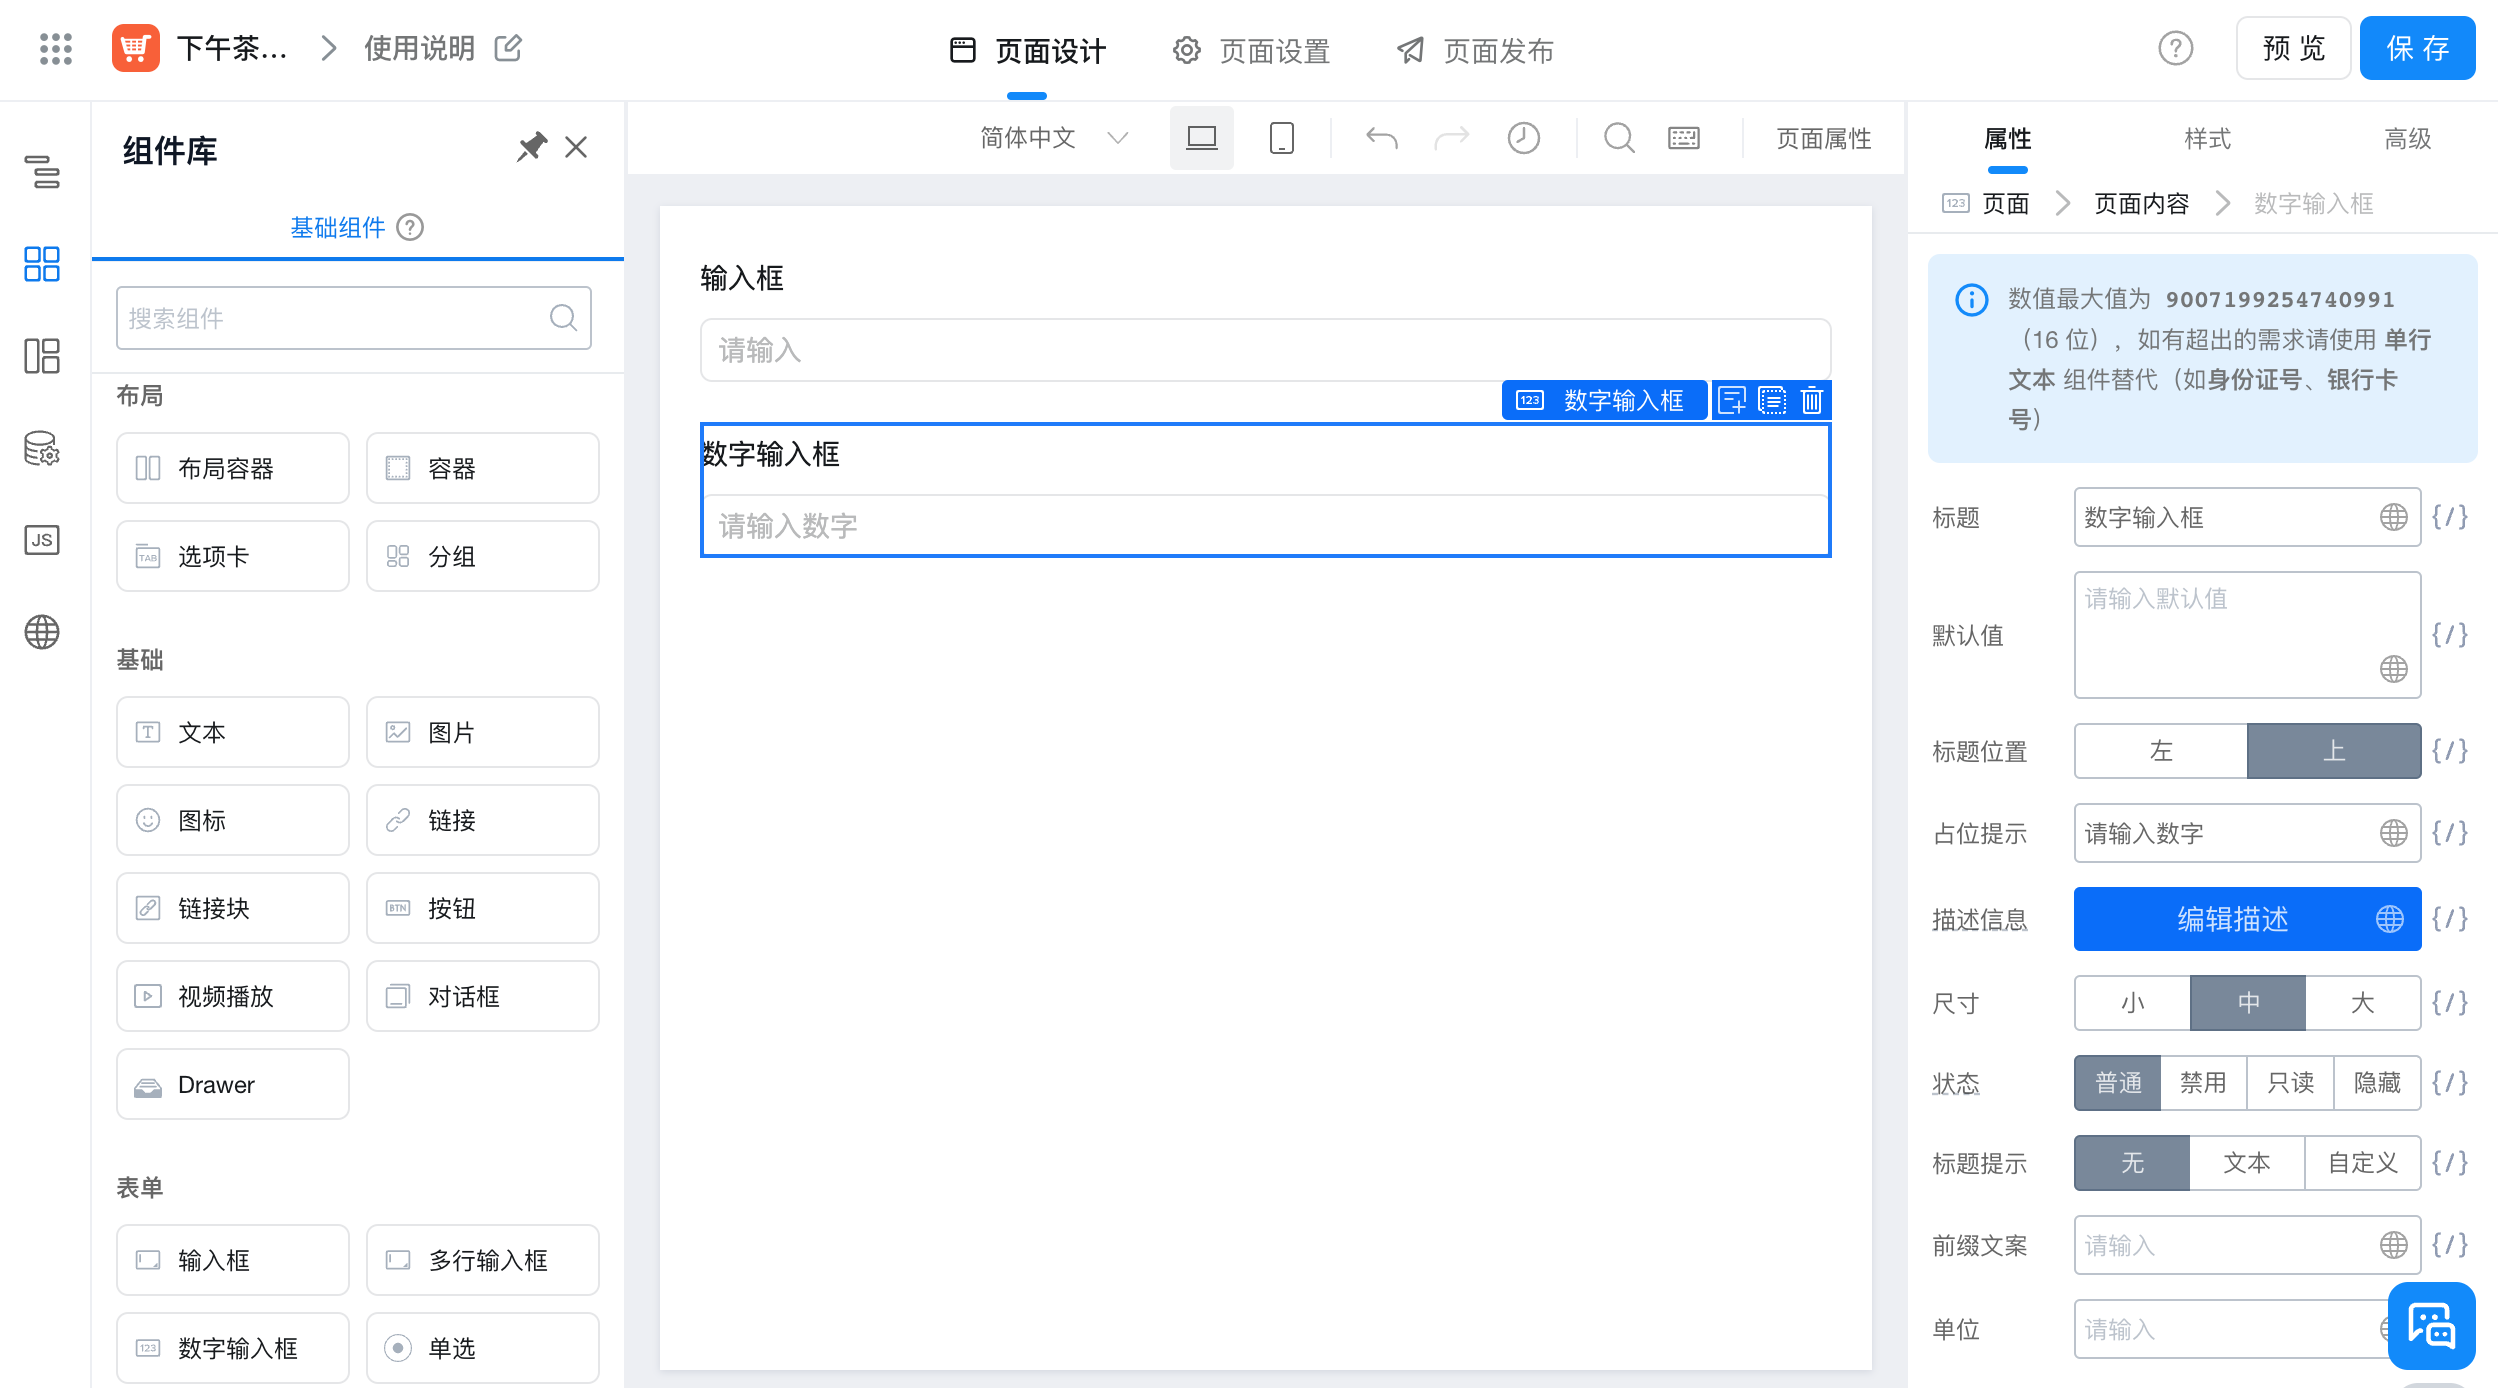 下午茶...
使用说明
页面设计
页面设置
页面发布
预 览
保 存
组件库
基础组件
搜索组件
布局
布局容器
容器
TAB
选项卡
分组
基础
T
文本
图片
图标
链接
链接块
BTN
按钮
视频播放
对话框
Drawer
表单
输入框
多行输入框
123
数字输入框
单选
JS
简体中文
页面属性
输入框
请输入
123
数字输入框
数字输入框
请输入数字
属性
样式
高级
123
页面
页面内容
数字输入框
数值最大值为 9007199254740991
（16 位），如有超出的需求请使用 单行
文本 组件替代（如身份证号、银行卡
号）
标题
数字输入框
{/}
默认值
请输入默认值
{/}
标题位置
左
上
{/}
占位提示
请输入数字
{/}
描述信息
编辑描述
{/}
尺寸
小
中
大
{/}
状态
普通
禁用
只读
隐藏
{/}
标题提示
无
文本
自定义
{/}
前缀文案
请输入
{/}
单位
请输入